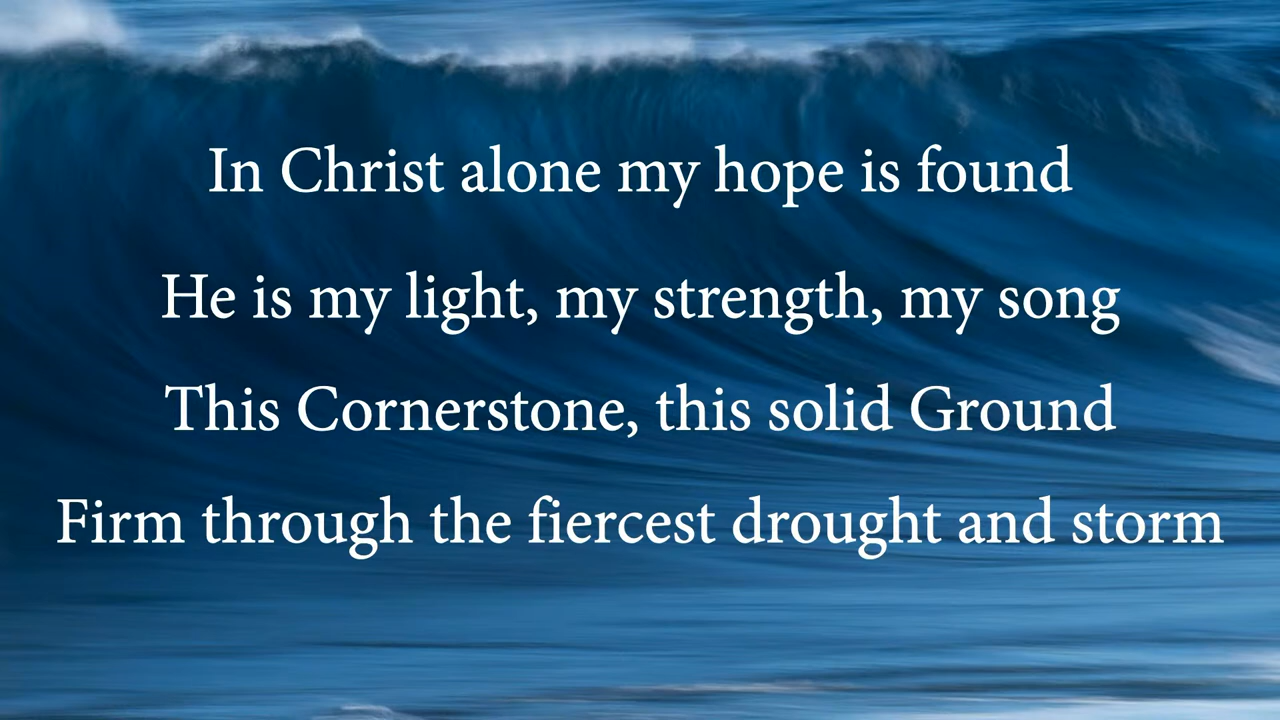 In Christ alone my hope is found
He is my light, my strength, my song
This Cornerstone, this solid Ground
Firm through the fiercest drought and storm